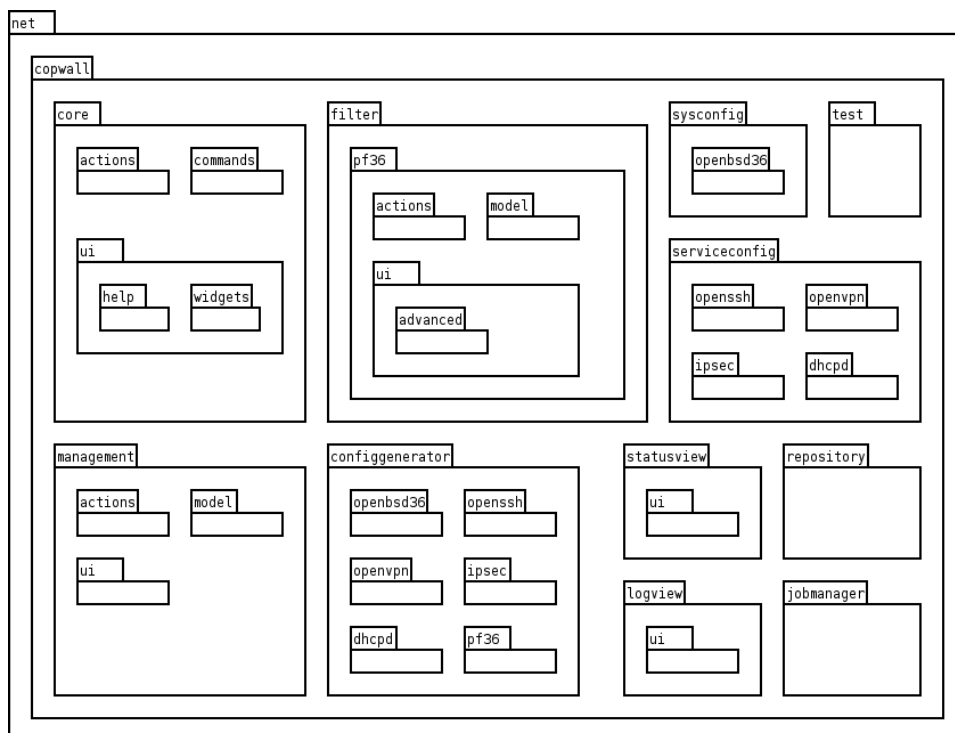 net
copwall
core
actions
commands
ui
help
widgets
filter
pf36
actions
model
ui
advanced
sysconfig
openbsd36
test
serviceconfig
openssh
openvpn
ipsec
dhcpd
management
actions
model
ui
configgenerator
openbsd36
openssh
openvpn
ipsec
dhcpd
pf36
statusview
ui
repository
logview
ui
jobmanager